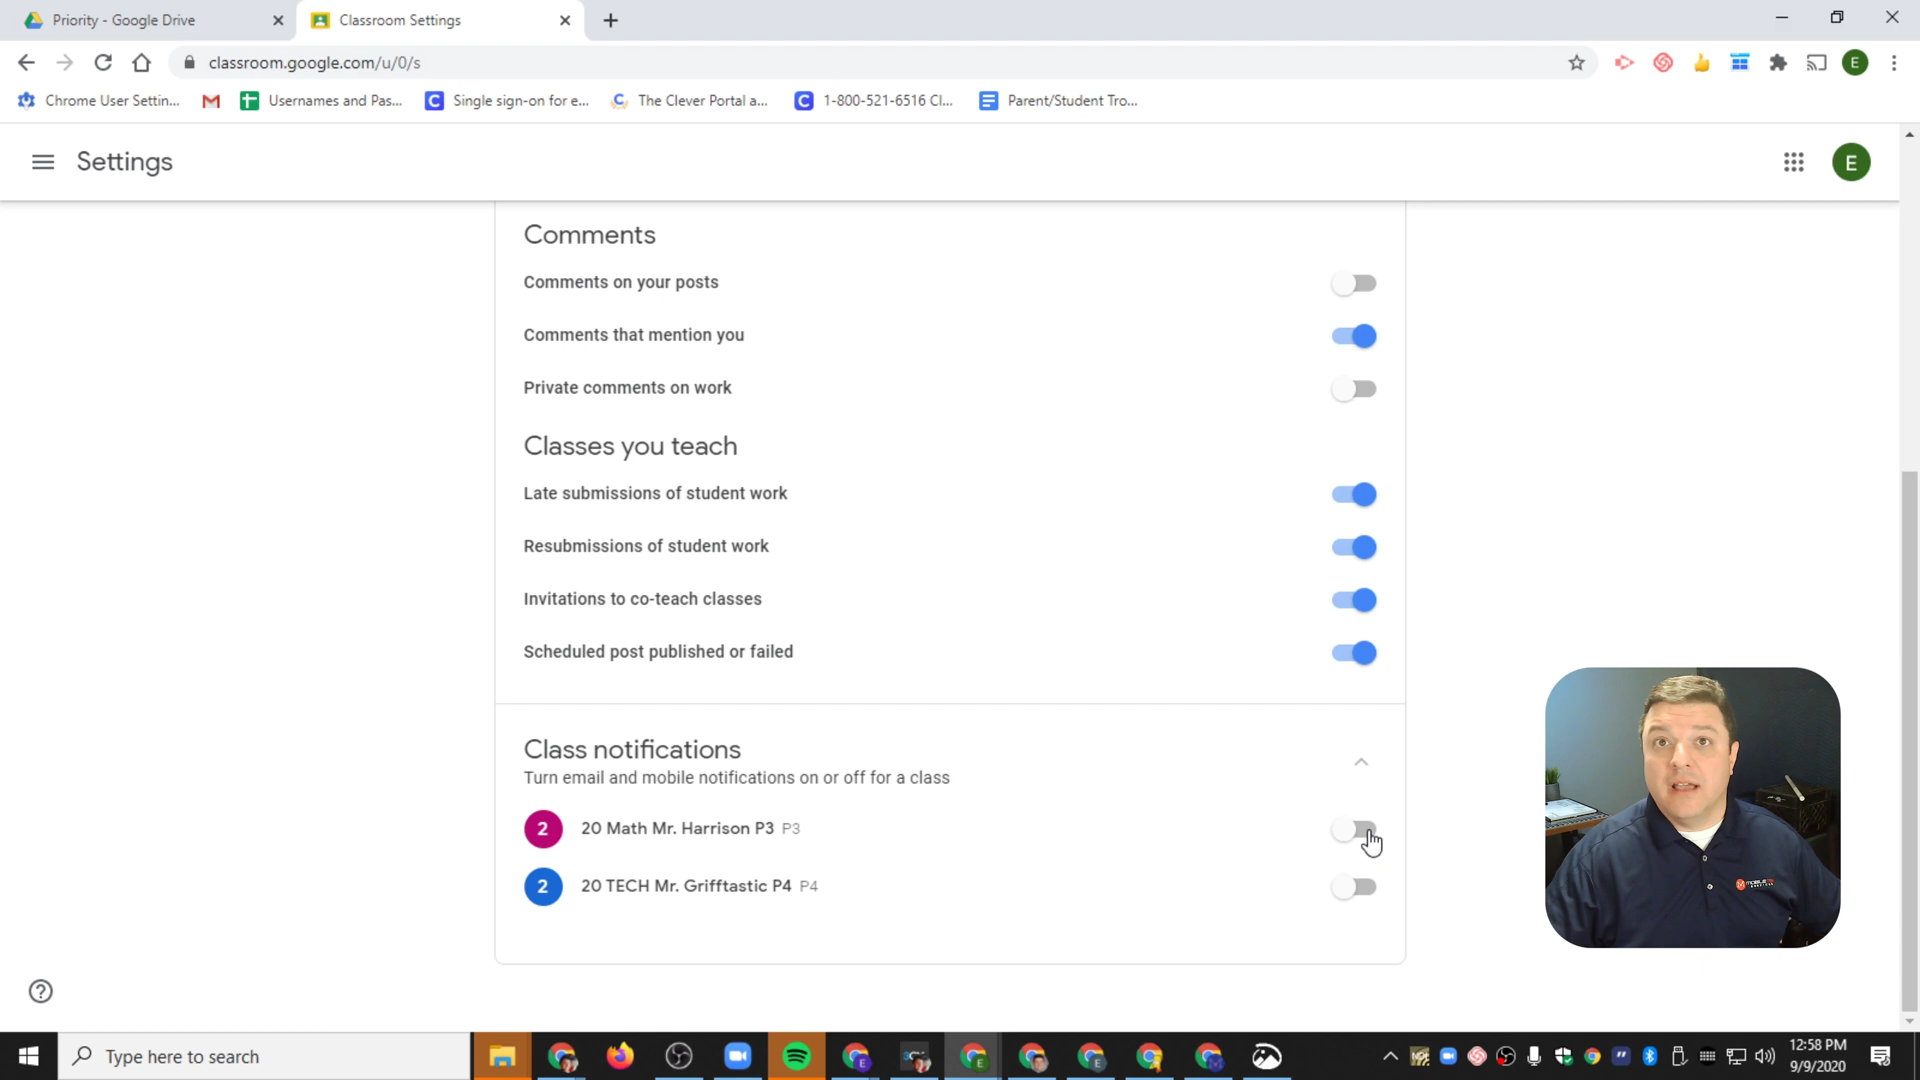 Priority - Google Drive
Classroom Settings
classroom.google.com/u/0/s
E
Chrome User Settin...
Usernames and Pas...
Single sign-on for e...
The Clever Portal a...
1-800-521-6516 Cl...
Parent/Student Tro...
Settings
E
Comments
Comments on your posts
Comments that mention you
Private comments on work
Classes you teach
Late submissions of student work
Resubmissions of student work
Invitations to co-teach classes
Scheduled post published or failed
Class notifications
Turn email and mobile notifications on or off for a class
2 20 Math Mr. Harrison P3 P3
2 20 TECH Mr. Grifftastic P4 P4
Type here to search
12:58 PM
9/9/2020